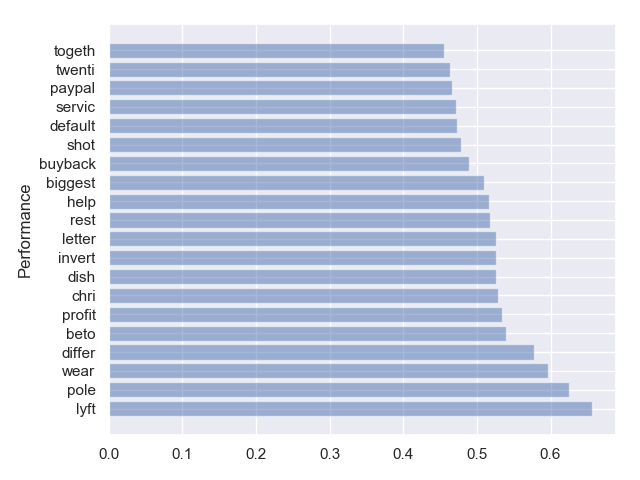 togeth
twenti
paypal
servic
default
shot
buyback
biggest
help
rest
letter
invert
dish
chri
profit
beto
differ
wear
pole
lyft
Performance
0.0 0.1 0.2 0.3 0.4 0.5 0.6